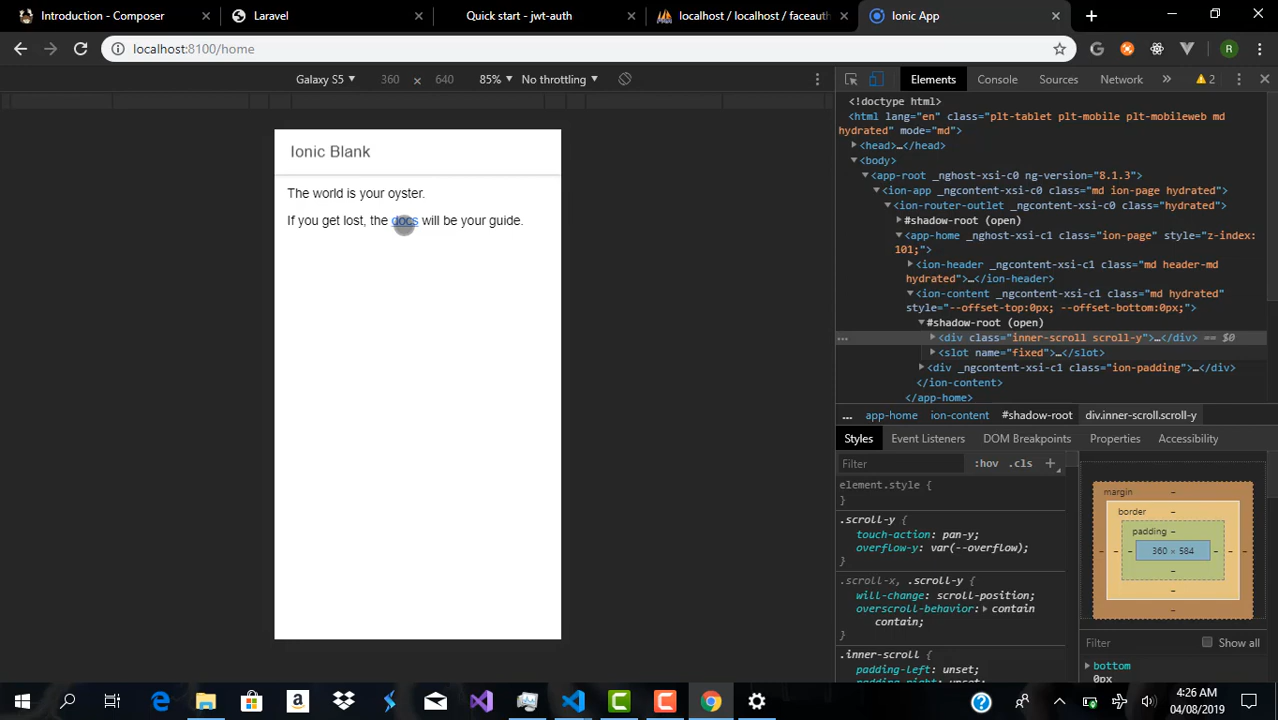 Introduction - Composer
Laravel
Quick start - jwt-auth
localhost / localhost / faceauth
Ionic App
localhost:8100/home
R
Galaxy S5 360 × 640 85% No throttling
Elements Console Sources Network » 2
Ionic Blank
The world is your oyster.
If you get lost, the docs will be your guide.
<!doctype html>
<html lang="en" class="plt-tablet plt-mobile plt-mobileweb md
hydrated" mode="md">
<head>…</head>
<body>
<app-root _nghost-xsi-c0 ng-version="8.1.3">
<ion-app _ngcontent-xsi-c0 class="md ion-page hydrated">
<ion-router-outlet _ngcontent-xsi-c0 class="hydrated">
#shadow-root (open)
<app-home _nghost-xsi-c1 class="ion-page" style="z-index:
101;">
<ion-header _ngcontent-xsi-c1 class="md header-md
hydrated">…</ion-header>
<ion-content _ngcontent-xsi-c1 class="md hydrated"
style="--offset-top:0px; --offset-bottom:0px;">
#shadow-root (open)
… <div class="inner-scroll scroll-y">…</div> == $0
<slot name="fixed">…</slot>
<div _ngcontent-xsi-c1 class="ion-padding">…</div>
</ion-content>
</app-home>
… app-home ion-content #shadow-root div.inner-scroll.scroll-y
Styles Event Listeners DOM Breakpoints Properties Accessibility
Filter :hov .cls +
element.style {
}
.scroll-y {
touch-action: pan-y;
overflow-y: var(--overflow);
}
.scroll-x, .scroll-y {
will-change: scroll-position;
overscroll-behavior: contain
contain;
}
.inner-scroll {
padding-left: unset;
padding-right: unset;
margin –
border –
padding –
– – – 360 × 584 – – –
–
–
–
Filter Show all
bottom
0px
4:26 AM
04/08/2019